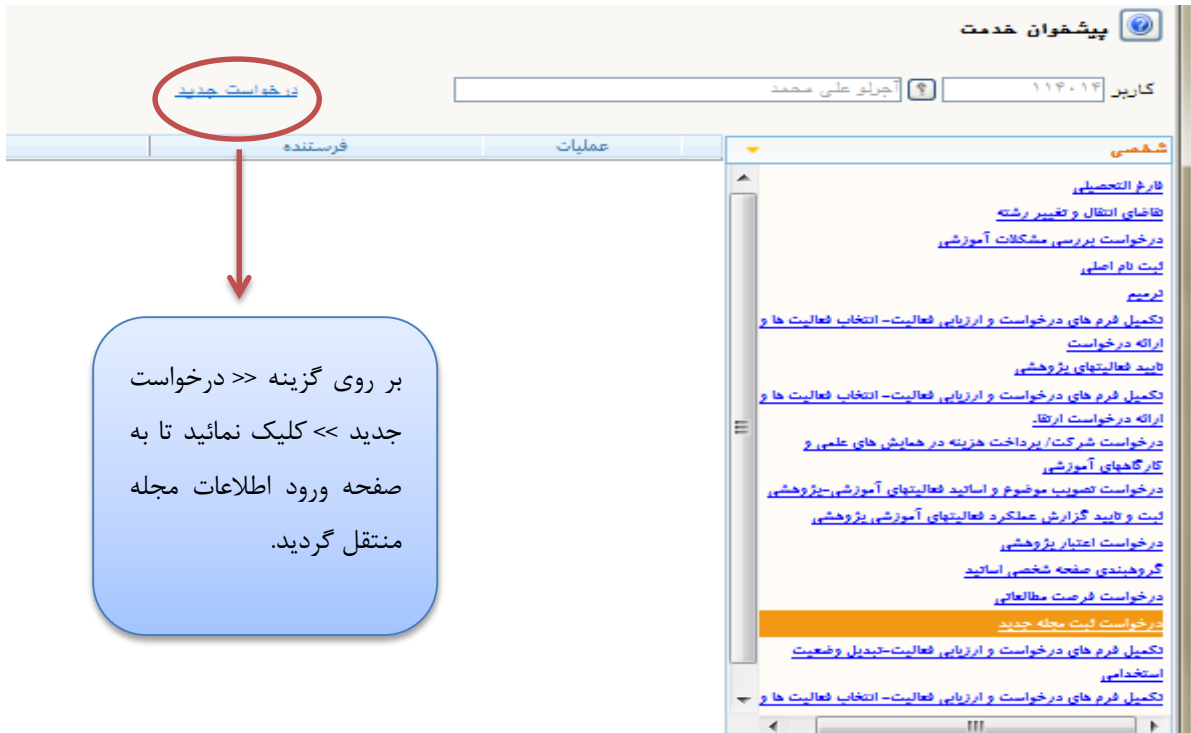 پیشخوان خدمت
کاربر ۱۱۴۰۱۴ آجرلو علی محمد
درخواست جدید
شخصی
عملیات فرستنده
فارغ التحصیلی
تقاضای انتقال و تغییر رشته
درخواست بررسی مشکلات آموزشی
ثبت نام اصلی
ترمیم
تکمیل فرم های درخواست و ارزیابی فعالیت- انتخاب فعالیت ها و
ارائه درخواست
تایید فعالیتهای پژوهشی
تکمیل فرم های درخواست و ارزیابی فعالیت- انتخاب فعالیت ها و
ارائه درخواست ارتقاء
درخواست شرکت/ پرداخت هزینه در همایش های علمی و
کارگاههای آموزشی
درخواست تصویب موضوع و اساتید فعالیتهای آموزشی-پژوهشی
ثبت و تایید گزارش عملکرد فعالیتهای آموزشی پژوهشی
درخواست اعتبار پژوهشی
گروهبندی صفحه شخصی اساتید
درخواست فرصت مطالعاتی
درخواست ثبت مجله جدید
تکمیل فرم های درخواست و ارزیابی فعالیت-تبدیل وضعیت
استخدامی
تکمیل فرم های درخواست و ارزیابی فعالیت- انتخاب فعالیت ها و
بر روی گزینه << درخواست
جدید >> کلیک نمائید تا به
صفحه ورود اطلاعات مجله
منتقل گردید.